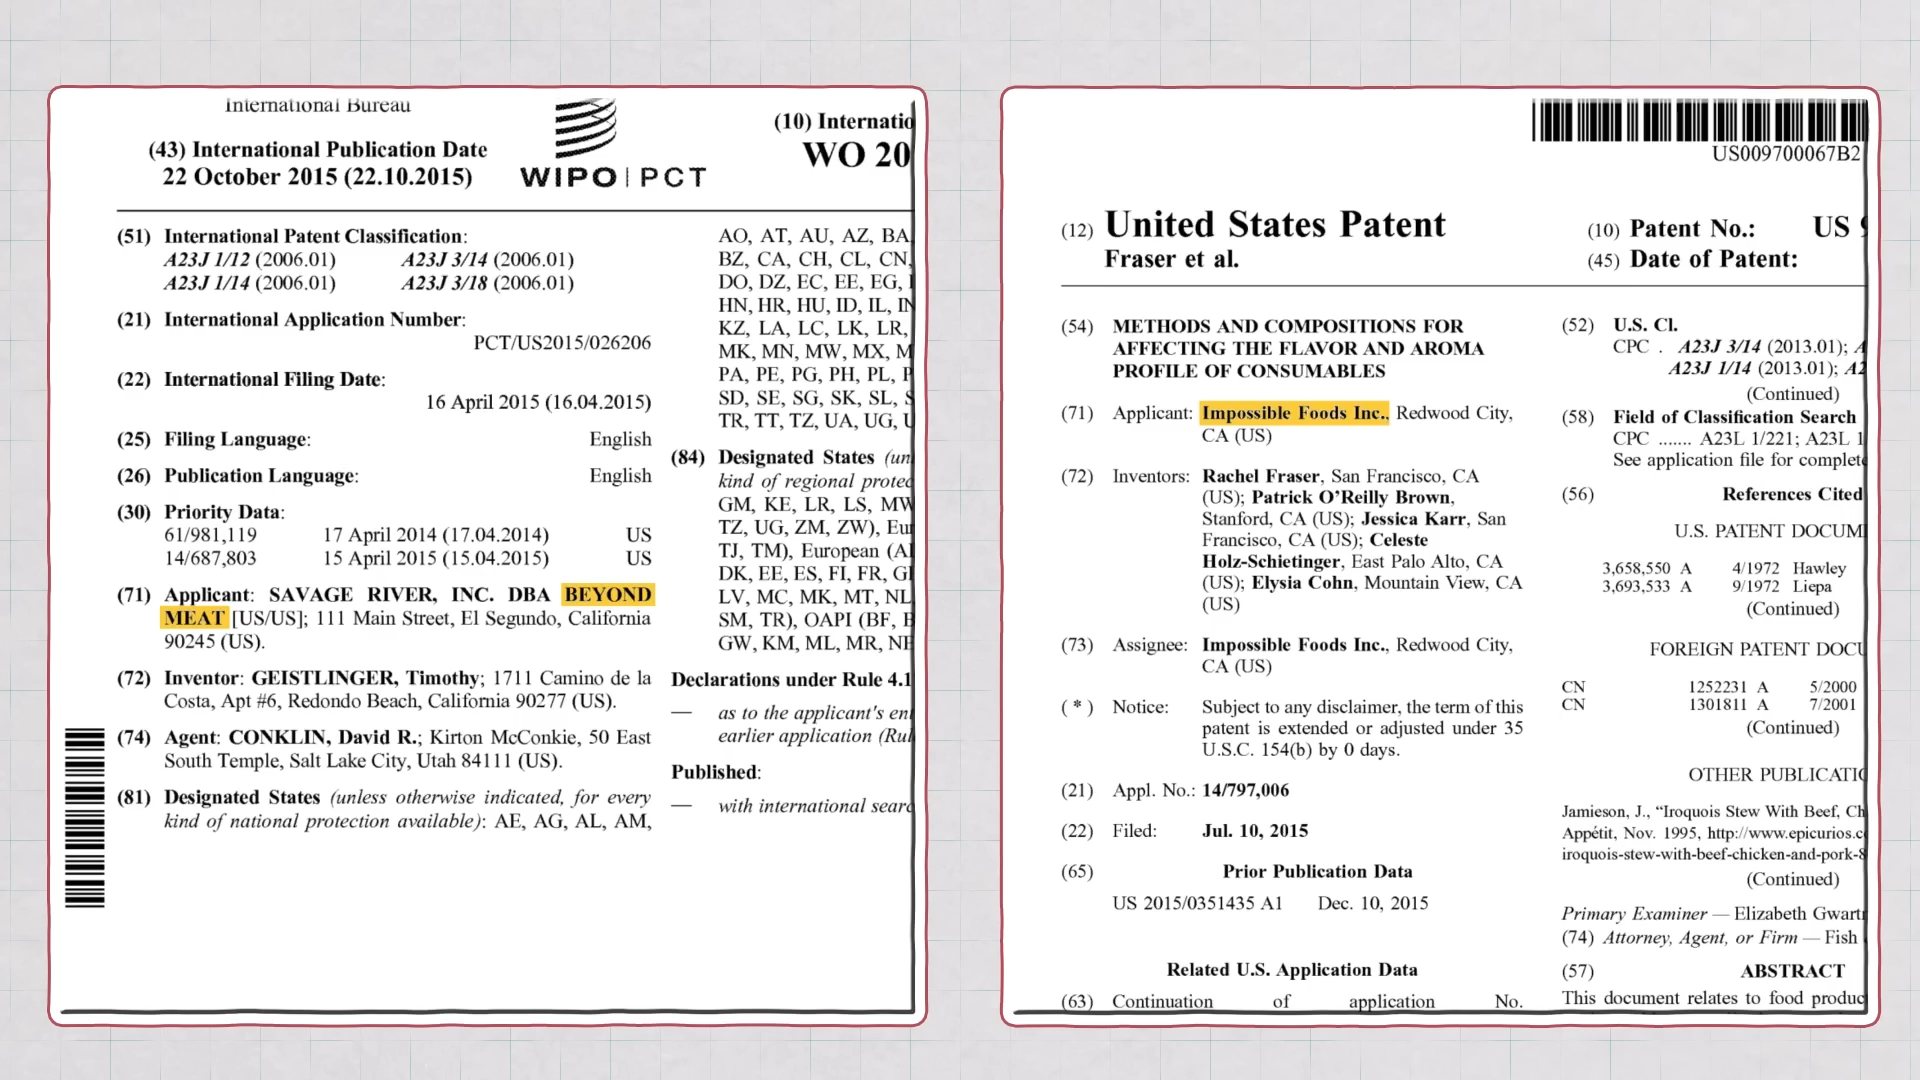 International Bureau
(43) International Publication Date
22 October 2015 (22.10.2015)
WIPO | PCT
(10) Internatio
WO 20
(51) International Patent Classification:
A23J 1/12 (2006.01) A23J 3/14 (2006.01)
A23J 1/14 (2006.01) A23J 3/18 (2006.01)
(21) International Application Number:
PCT/US2015/026206
(22) International Filing Date:
16 April 2015 (16.04.2015)
(25) Filing Language: English
(26) Publication Language: English
(30) Priority Data:
61/981,119 17 April 2014 (17.04.2014) US
14/687,803 15 April 2015 (15.04.2015) US
(71) Applicant: SAVAGE RIVER, INC. DBA BEYOND
MEAT [US/US]; 111 Main Street, El Segundo, California
90245 (US).
(72) Inventor: GEISTLINGER, Timothy; 1711 Camino de la
Costa, Apt #6, Redondo Beach, California 90277 (US).
(74) Agent: CONKLIN, David R.; Kirton McConkie, 50 East
South Temple, Salt Lake City, Utah 84111 (US).
(81) Designated States (unless otherwise indicated, for every
kind of national protection available): AE, AG, AL, AM,
AO, AT, AU, AZ, BA,
BZ, CA, CH, CL, CN,
DO, DZ, EC, EE, EG,
HN, HR, HU, ID, IL, IN
KZ, LA, LC, LK, LR,
MK, MN, MW, MX, M
PA, PE, PG, PH, PL, P
SD, SE, SG, SK, SL, S
TR, TT, TZ, UA, UG, U
(84) Designated States (un
kind of regional protec
GM, KE, LR, LS, MW
TZ, UG, ZM, ZW), Eur
TJ, TM), European (A
DK, EE, ES, FI, FR, G
LV, MC, MK, MT, NL
SM, TR), OAPI (BF, B
GW, KM, ML, MR, NE
Declarations under Rule 4.1
— as to the applicant's ent
earlier application (Rul
Published:
— with international searc
US009700067B2
(12) United States Patent
Fraser et al.
(10) Patent No.: US 9
(45) Date of Patent:
(54) METHODS AND COMPOSITIONS FOR
AFFECTING THE FLAVOR AND AROMA
PROFILE OF CONSUMABLES
(71) Applicant: Impossible Foods Inc., Redwood City,
CA (US)
(72) Inventors: Rachel Fraser, San Francisco, CA
(US); Patrick O'Reilly Brown,
Stanford, CA (US); Jessica Karr, San
Francisco, CA (US); Celeste
Holz-Schietinger, East Palo Alto, CA
(US); Elysia Cohn, Mountain View, CA
(US)
(73) Assignee: Impossible Foods Inc., Redwood City,
CA (US)
( * ) Notice: Subject to any disclaimer, the term of this
patent is extended or adjusted under 35
U.S.C. 154(b) by 0 days.
(21) Appl. No.: 14/797,006
(22) Filed: Jul. 10, 2015
(65) Prior Publication Data
US 2015/0351435 A1 Dec. 10, 2015
Related U.S. Application Data
(63) Continuation of application No.
(52) U.S. Cl.
CPC . A23J 3/14 (2013.01); A
A23J 1/14 (2013.01); A2
(Continued)
(58) Field of Classification Search
CPC ....... A23L 1/221; A23L 1
See application file for complete
(56) References Cited
U.S. PATENT DOCUM
3,658,550 A 4/1972 Hawley
3,693,533 A 9/1972 Liepa
(Continued)
FOREIGN PATENT DOCU
CN 1252231 A 5/2000
CN 1301811 A 7/2001
(Continued)
OTHER PUBLICATIO
Jamieson, J., “Iroquois Stew With Beef, Ch
Appétit, Nov. 1995, http://www.epicurios.c
iroquois-stew-with-beef-chicken-and-pork-8
(Continued)
Primary Examiner — Elizabeth Gwart
(74) Attorney, Agent, or Firm — Fish
(57) ABSTRACT
This document relates to food produc